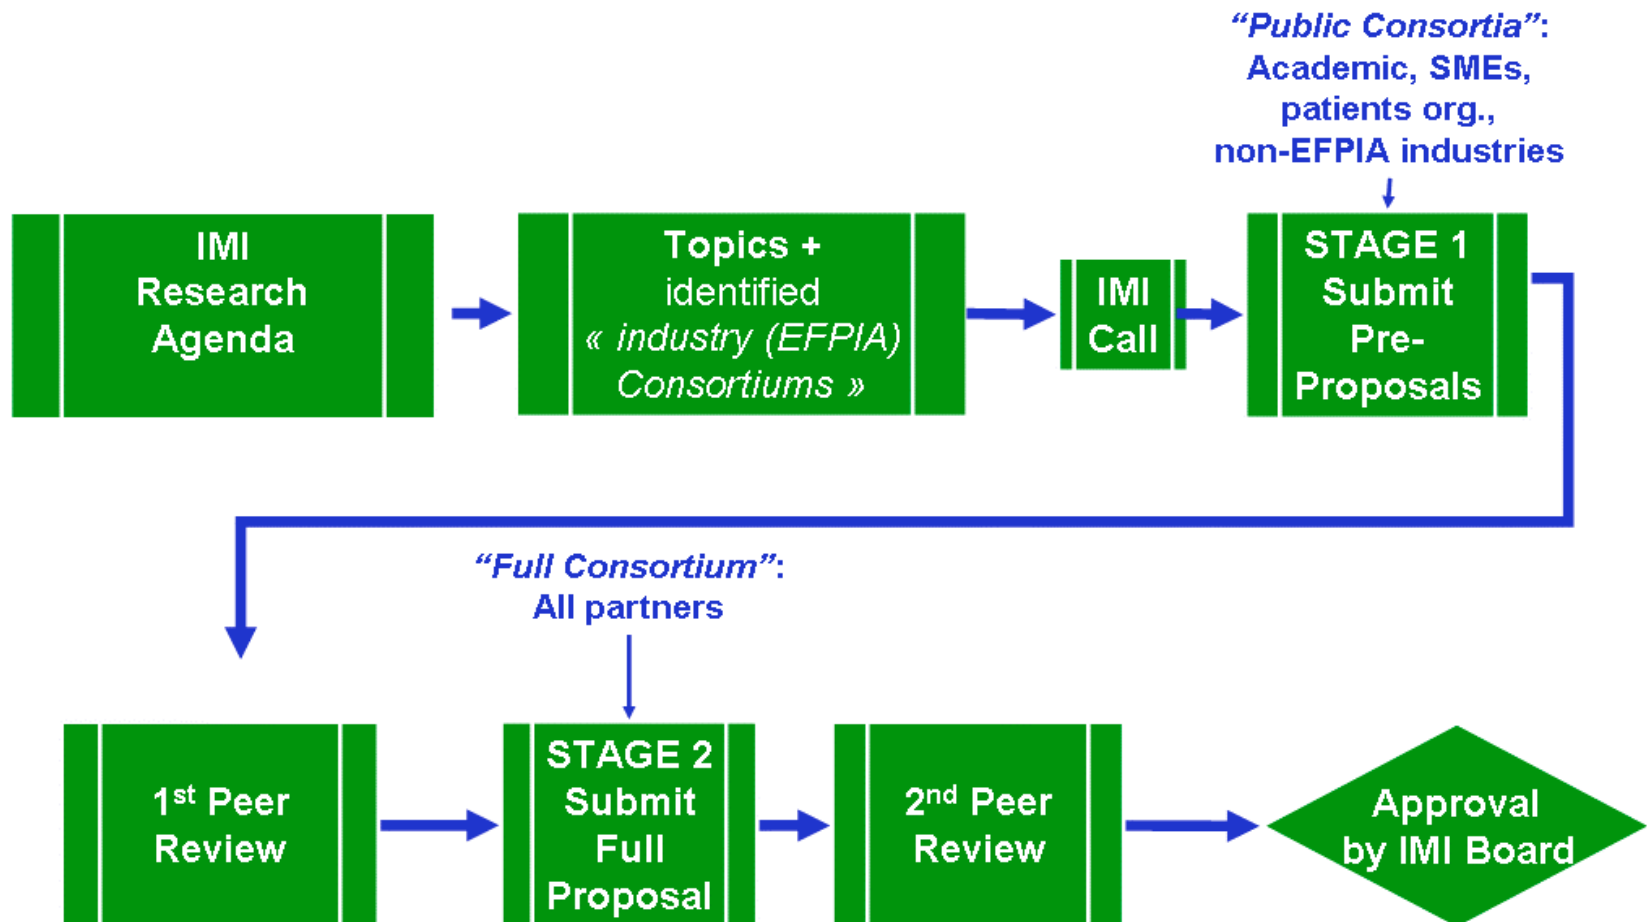 “Public Consortia”:
Academic, SMEs,
patients org.,
non-EFPIA industries
IMI
Research
Agenda
Topics +
identified
« industry (EFPIA)
Consortiums »
IMI
Call
STAGE 1
Submit
Pre-
Proposals
“Full Consortium”:
All partners
1st Peer
Review
STAGE 2
Submit
Full
Proposal
2nd Peer
Review
Approval
by IMI Board